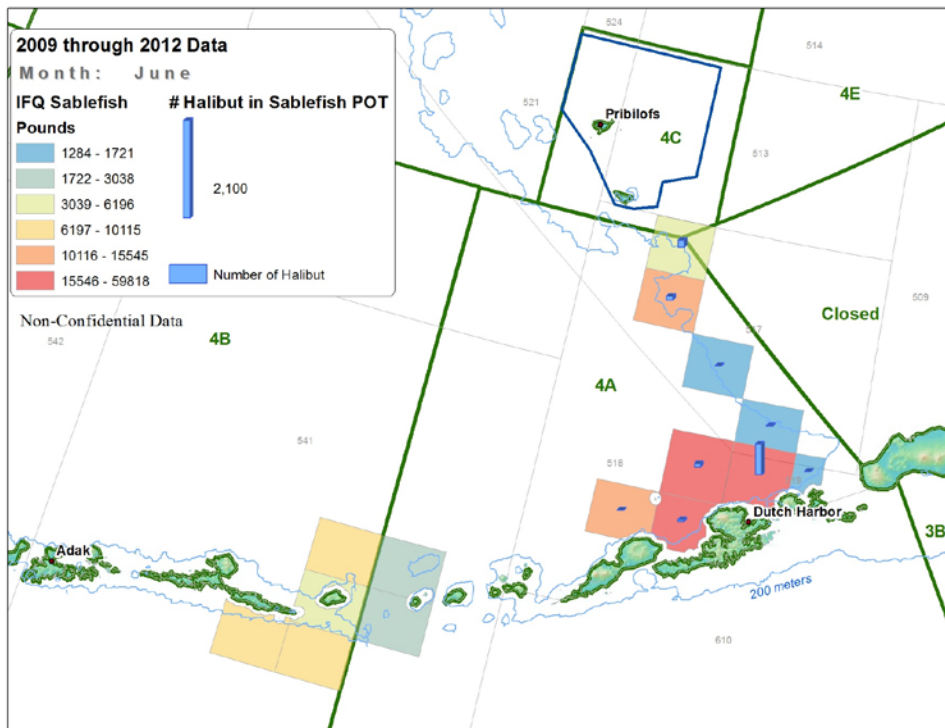 2009 through 2012 Data
Month: June
IFQ Sablefish
Pounds
1284 - 1721
1722 - 3038
3039 - 6196
6197 - 10115
10116 - 15545
15546 - 59818
# Halibut in Sablefish POT
2,100
Number of Halibut
Non-Confidential Data
524
514
4E
521
Pribilofs
4C
513
509
Closed
542
4B
4A
541
518
Dutch Harbor
3B
Adak
200 meters
610